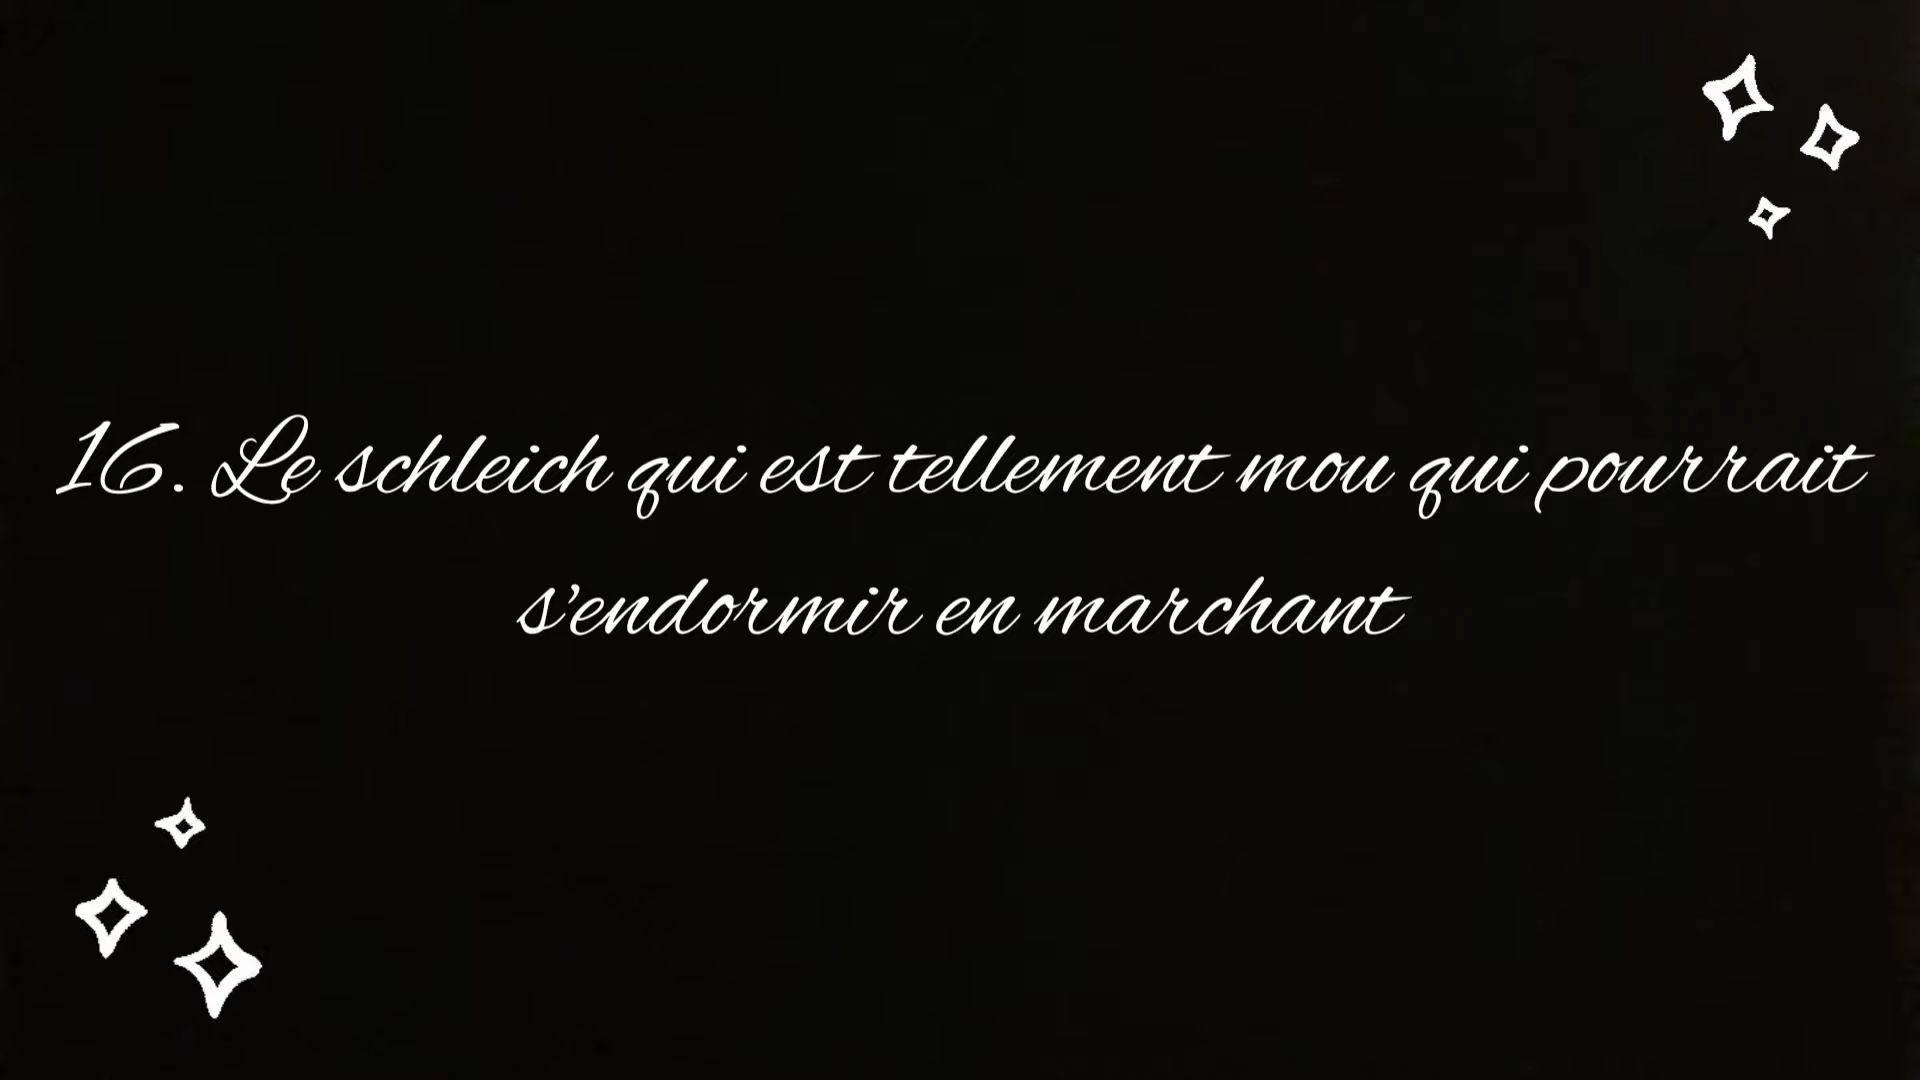 16. Le schleich qui est tellement mou qui pourrait
s'endormir en marchant